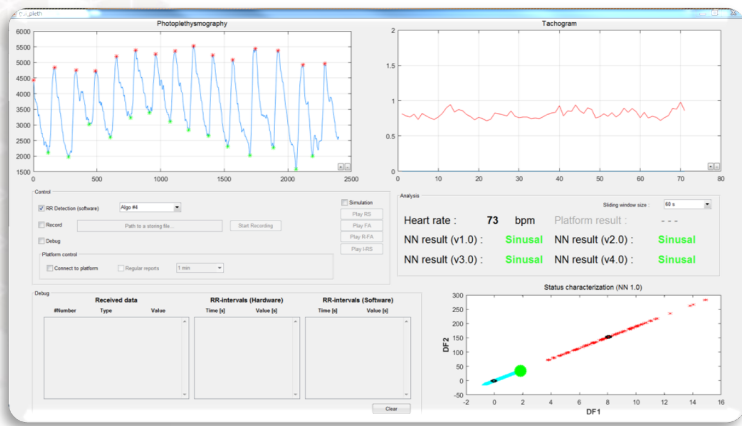 Photoplethysmography
6000
5500
5000
4500
4000
3500
3000
2500
2000
1500
0 500 1000 1500 2000 2500
Tachogram
2
1.5
1
0.5
0
0 10 20 30 40 50 60 70 80
Control
RR Detection (software) Algo #4
Record Path to a storing file... Start Recording
Debug
Platform control
Connect to platform Regular reports 1 min
Simulation
Play RS
Play FA
Play R-FA
Play I-RS
Analysis
Sliding window size : 60 s
Heart rate : 73 bpm Platform result : - - -
NN result (v1.0) : Sinusal NN result (v2.0) : Sinusal
NN result (v3.0) : Sinusal NN result (v4.0) : Sinusal
Debug
Received data RR-intervals (Hardware) RR-intervals (Software)
#Number Type Value Time [s] Value [s] Time [s] Value [s]
Clear
Status characterization (NN 1.0)
300
250
200
150
100
50
0
-50
DF2
-2 0 2 4 6 8 10 12 14 16
DF1